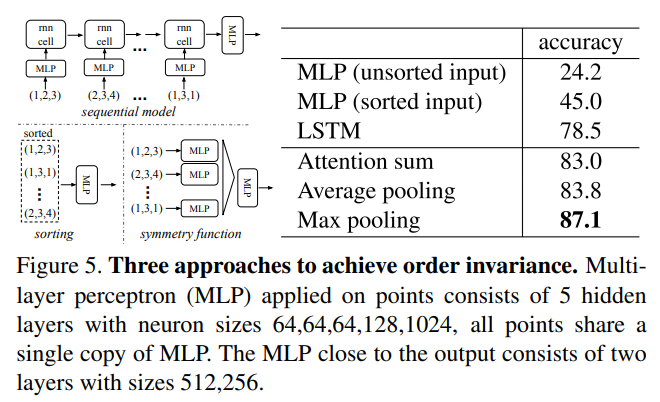 rnn cell rnn cell ... rnn cell MLP
MLP MLP ... MLP
(1,2,3) (2,3,4) ... (1,3,1)
sequential model
sorted
(1,2,3)
(1,3,1)
(2,3,4)
MLP
sorting
(1,2,3) MLP
(2,3,4) MLP
(1,3,1) MLP
MLP
symmetry function
accuracy
MLP (unsorted input) 24.2
MLP (sorted input) 45.0
LSTM 78.5
Attention sum 83.0
Average pooling 83.8
Max pooling 87.1
Figure 5. Three approaches to achieve order invariance. Multi-
layer perceptron (MLP) applied on points consists of 5 hidden
layers with neuron sizes 64,64,64,128,1024, all points share a
single copy of MLP. The MLP close to the output consists of two
layers with sizes 512,256.